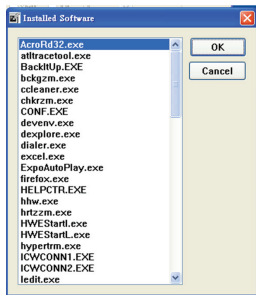 Installed Software
AcroRd32.exe
atltracetool.exe
BackItUp.EXE
bckgzm.exe
ccleaner.exe
chkrzm.exe
CONF.EXE
devenv.exe
dexplore.exe
dialer.exe
excel.exe
ExpoAutoPlay.exe
firefox.exe
HELPCTR.EXE
hhw.exe
hrtzzm.exe
HWEStartI.exe
HWEStartL.exe
hypertrm.exe
ICWCONN1.EXE
ICWCONN2.EXE
ledit.exe
OK
Cancel